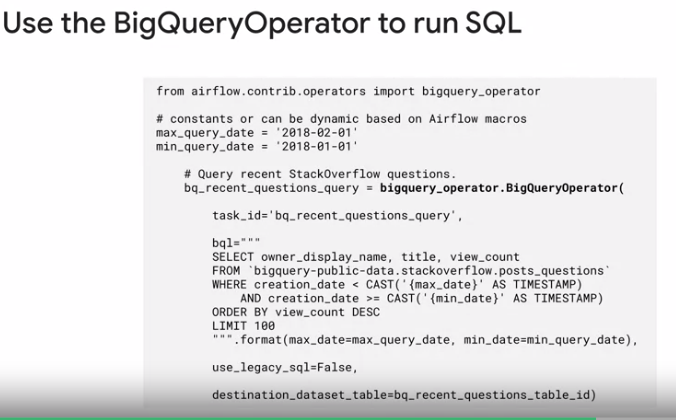 Use the BigQueryOperator to run SQL
from airflow.contrib.operators import bigquery_operator
# constants or can be dynamic based on Airflow macros
max_query_date = '2018-02-01'
min_query_date = '2018-01-01'
# Query recent StackOverflow questions.
bq_recent_questions_query = bigquery_operator.BigQueryOperator(
task_id='bq_recent_questions_query',
bql="""
SELECT owner_display_name, title, view_count
FROM `bigquery-public-data.stackoverflow.posts_questions`
WHERE creation_date < CAST('{max_date}' AS TIMESTAMP)
AND creation_date >= CAST('{min_date}' AS TIMESTAMP)
ORDER BY view_count DESC
LIMIT 100
""".format(max_date=max_query_date, min_date=min_query_date),
use_legacy_sql=False,
destination_dataset_table=bq_recent_questions_table_id)